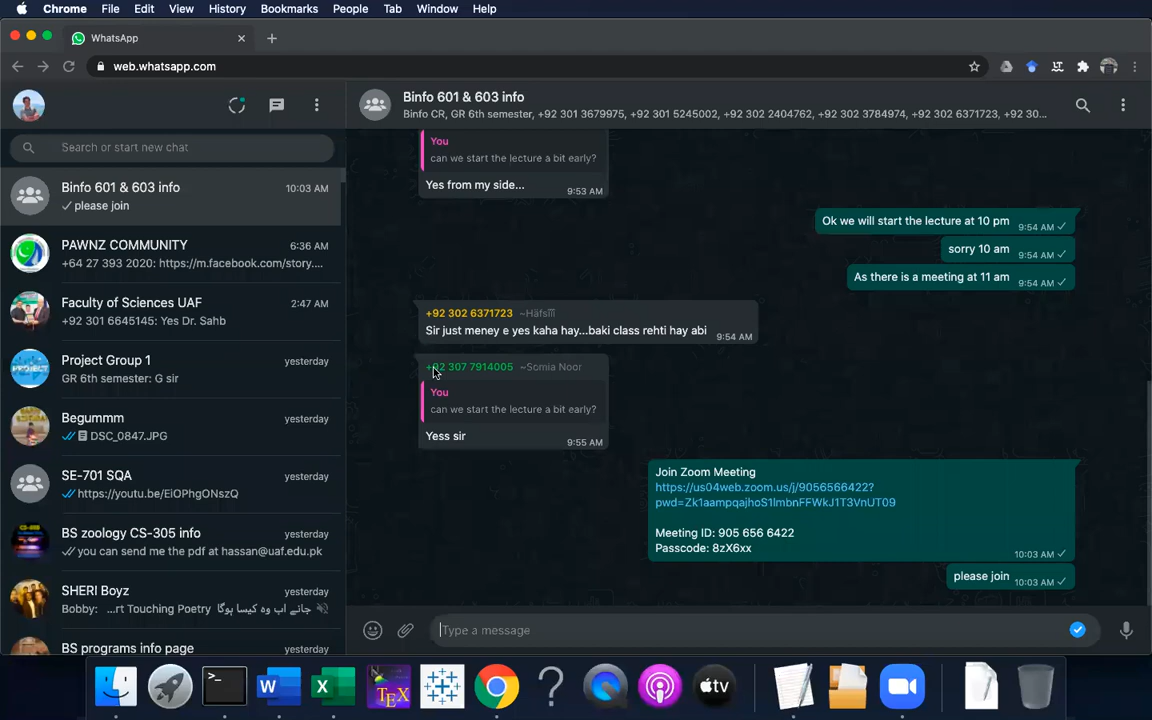 Chrome File Edit View History Bookmarks People Tab Window Help
WhatsApp
web.whatsapp.com
Binfo 601 & 603 info
Binfo CR, GR 6th semester, +92 301 3679975, +92 301 5245002, +92 302 2404762, +92 302 3784974, +92 302 6371723, +92 30...
Search or start new chat
Binfo 601 & 603 info 10:03 AM
please join
PAWNZ COMMUNITY 6:36 AM
+64 27 393 2020: https://m.facebook.com/story....
Faculty of Sciences UAF 2:47 AM
+92 301 6645145: Yes Dr. Sahb
Project Group 1 yesterday
GR 6th semester: G sir
Begummm yesterday
DSC_0847.JPG
SE-701 SQA yesterday
https://youtu.be/EiOPhgONsZQ
BS zoology CS-305 info yesterday
you can send me the pdf at hassan@uaf.edu.pk
SHERI Boyz yesterday
Bobby: ...rt Touching Poetry جانے اب وہ کیسا ہوگا
BS programs info page yesterday
You
can we start the lecture a bit early?
Yes from my side... 9:53 AM
Ok we will start the lecture at 10 pm 9:54 AM
sorry 10 am 9:54 AM
As there is a meeting at 11 am 9:54 AM
+92 302 6371723
Sir just meney e yes kaha hay...baki class rehti hay abi 9:54 AM
+92 307 7914005 ~Somia Noor
You
can we start the lecture a bit early?
Yess sir 9:55 AM
Join Zoom Meeting
https://us04web.zoom.us/j/9056566422?
pwd=Zk1aampqajhoS1lmbnFFWkJ1T3VnUT09
Meeting ID: 905 656 6422
Passcode: 8zX6xx
10:03 AM
please join 10:03 AM
Type a message
>_ W X TEX ? tv